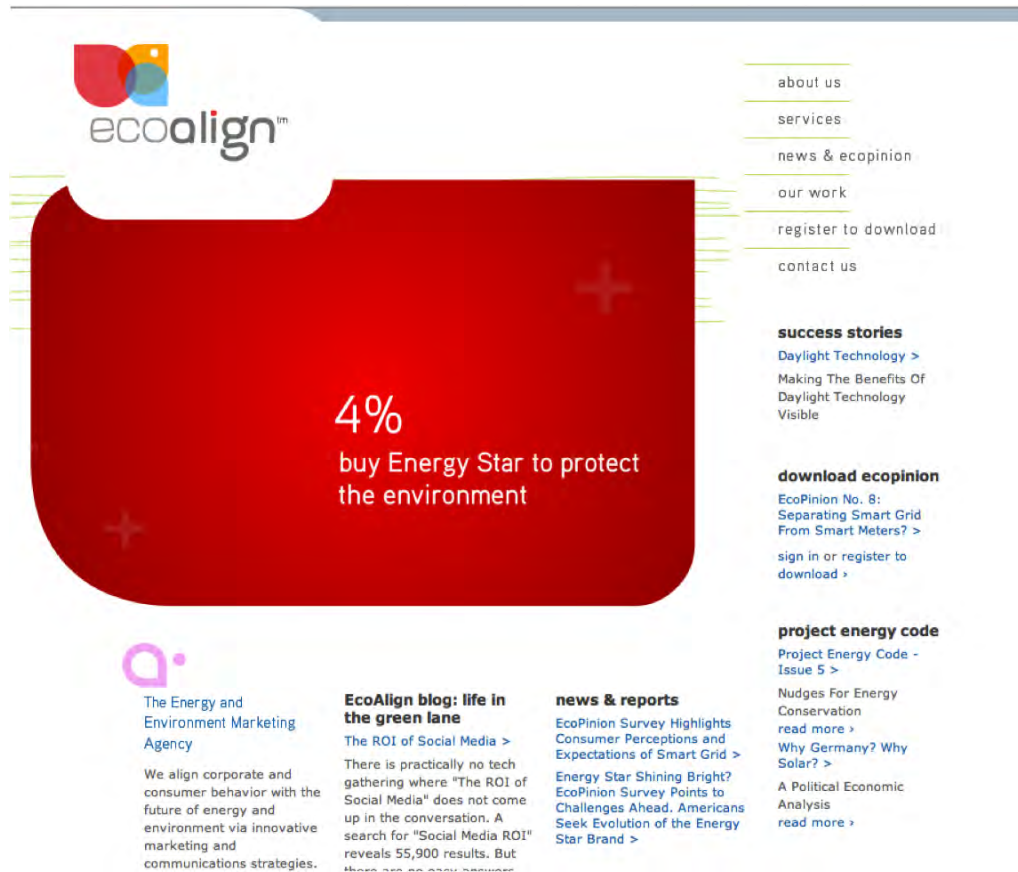 ecoalign™
about us
services
news & ecopinion
our work
register to download
contact us
4%
buy Energy Star to protect
the environment
success stories
Daylight Technology >
Making The Benefits Of
Daylight Technology
Visible
download ecopinion
EcoPinion No. 8:
Separating Smart Grid
From Smart Meters? >
sign in or register to
download ›
project energy code
Project Energy Code -
Issue 5 >
Nudges For Energy
Conservation
read more ›
Why Germany? Why
Solar? >
A Political Economic
Analysis
read more ›
The Energy and
Environment Marketing
Agency
We align corporate and
consumer behavior with the
future of energy and
environment via innovative
marketing and
communications strategies.
EcoAlign blog: life in
the green lane
The ROI of Social Media >
There is practically no tech
gathering where "The ROI of
Social Media" does not come
up in the conversation. A
search for "Social Media ROI"
reveals 55,900 results. But
there are no easy answers
news & reports
EcoPinion Survey Highlights
Consumer Perceptions and
Expectations of Smart Grid >
Energy Star Shining Bright?
EcoPinion Survey Points to
Challenges Ahead. Americans
Seek Evolution of the Energy
Star Brand >